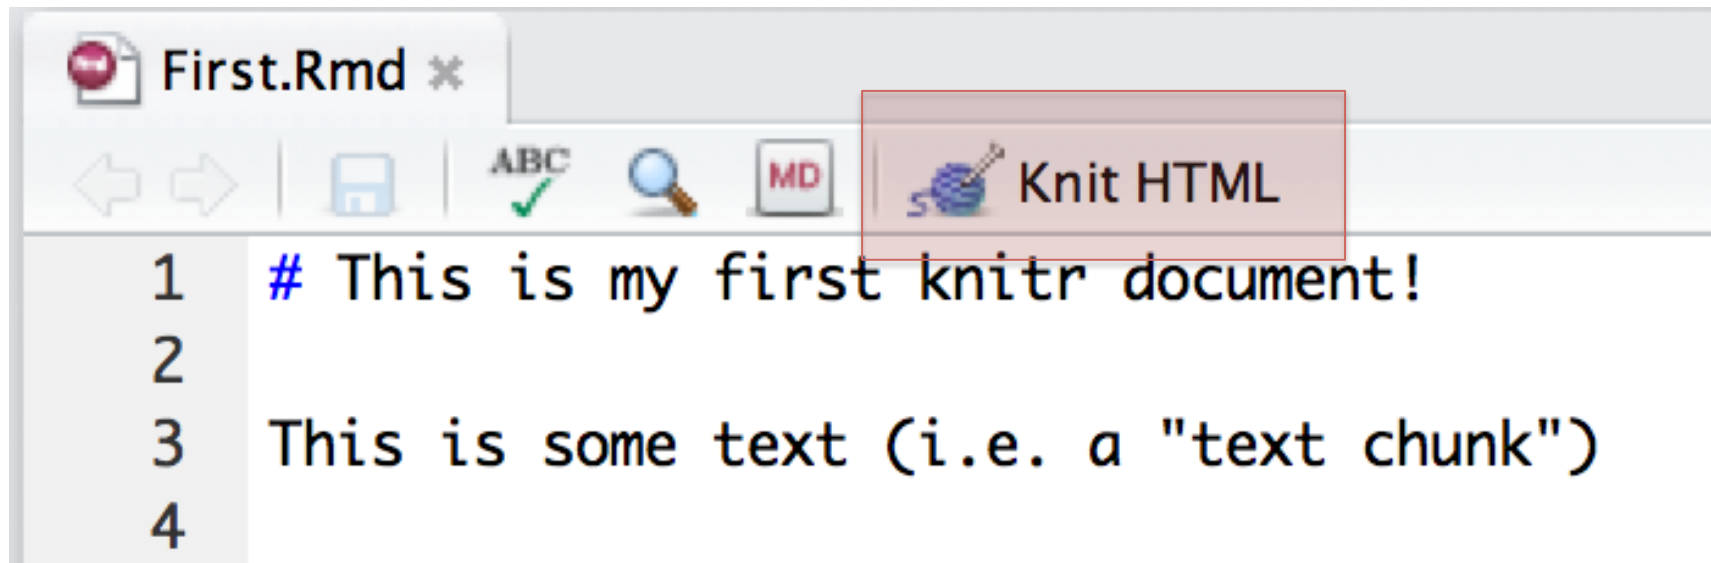 First.Rmd
ABC MD Knit HTML
1 # This is my first knitr document!
2
3 This is some text (i.e. a "text chunk")
4